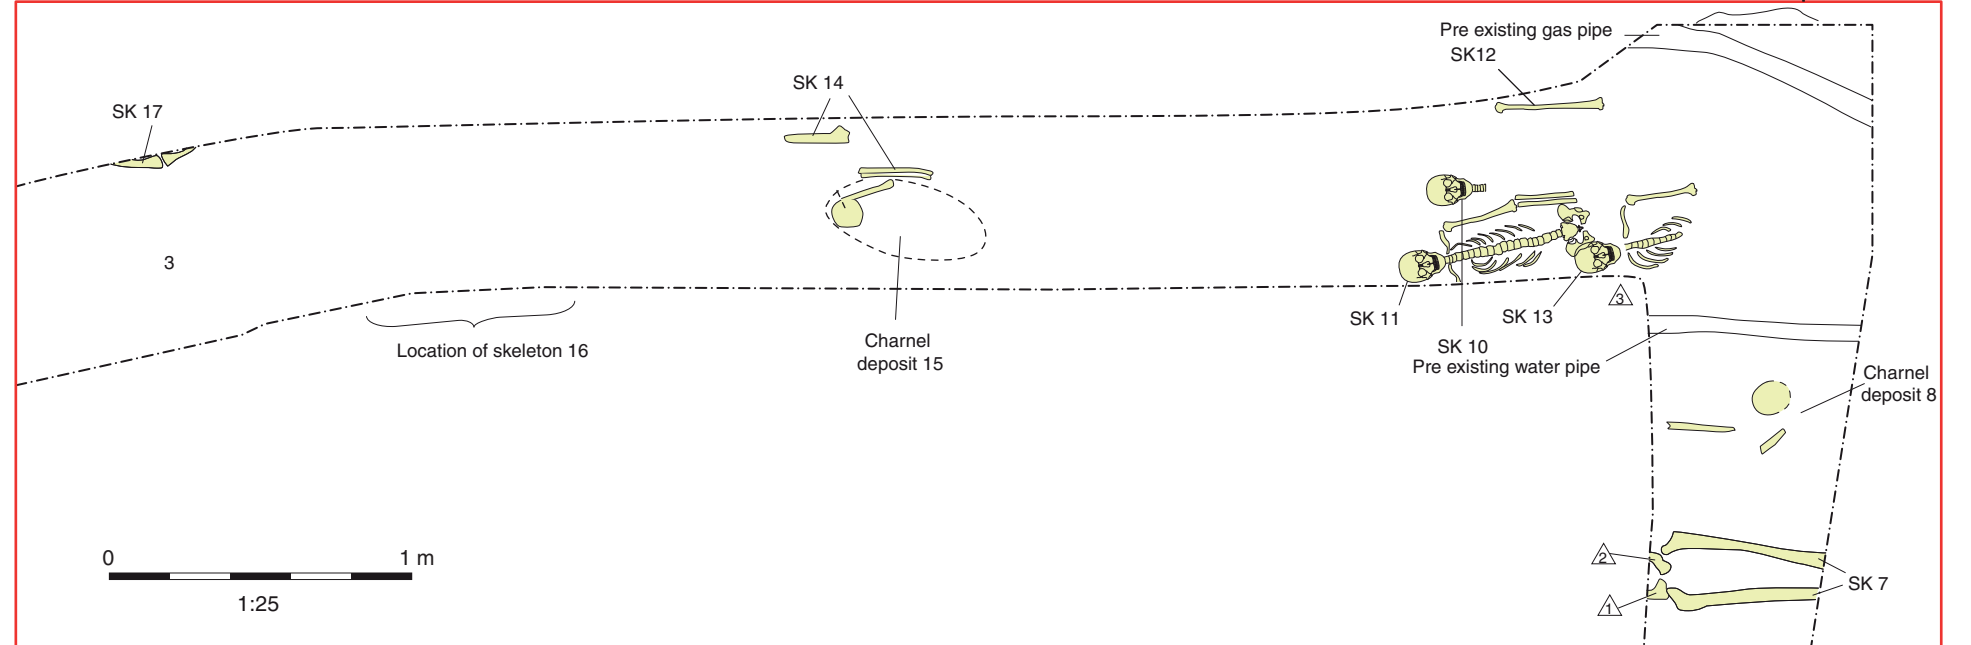 Pre existing gas pipe
SK12
SK 14
SK 17
3
SK 11
SK 13
3
Location of skeleton 16
Charnel
deposit 15
SK 10
Pre existing water pipe
Charnel
deposit 8
0 1 m
1:25
2
SK 7
1